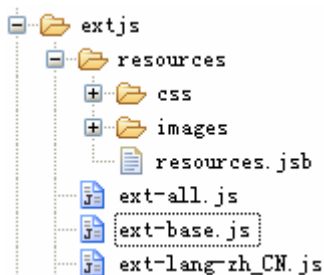 extjs
resources
css
images
resources.jsb
ext-all.js
ext-base.js
ext-lang-zh_CN.js